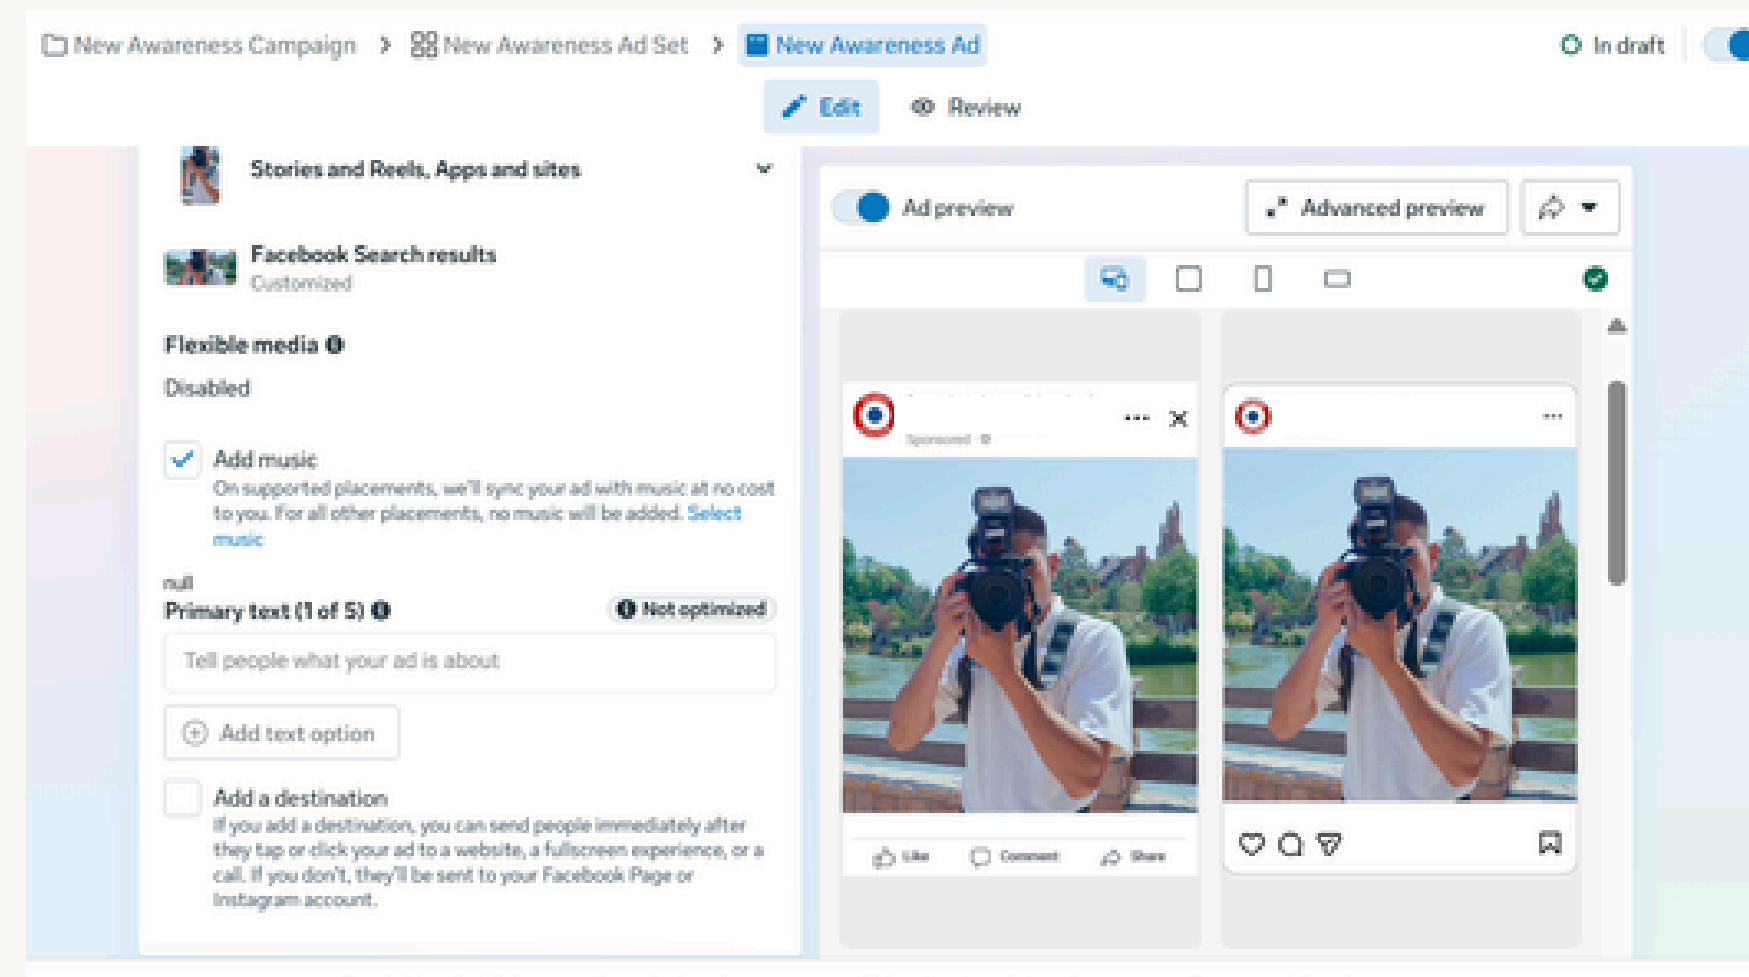 New Awareness Campaign > New Awareness Ad Set > New Awareness Ad
In draft
Edit
Review
Stories and Reels, Apps and sites
Facebook Search results
Customized
Flexible media
Disabled
Add music
On supported placements, we'll sync your ad with music at no cost
to you. For all other placements, no music will be added. Select
music
null
Primary text (1 of 5)
Not optimized
Tell people what your ad is about
Add text option
Add a destination
If you add a destination, you can send people immediately after
they tap or click your ad to a website, a fullscreen experience, or a
call. If you don't, they'll be sent to your Facebook Page or
Instagram account.
Ad preview
Advanced preview
Sponsored ·
Like
Comment
Share